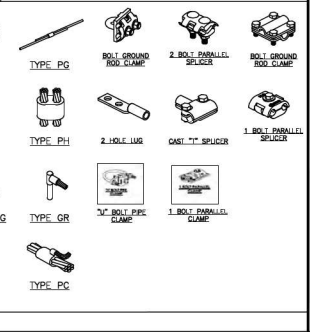 TYPE PG
BOLT GROUND
ROD CLAMP
2 BOLT PARALLEL
SPLICER
BOLT GROUND
ROD CLAMP
TYPE PH
2 HOLE LUG
CAST "T" SPLICER
1 BOLT PARALLEL
SPLICER
G
TYPE GR
"U" BOLT PIPE
CLAMP
1 BOLT PARALLEL
CLAMP
TYPE PC